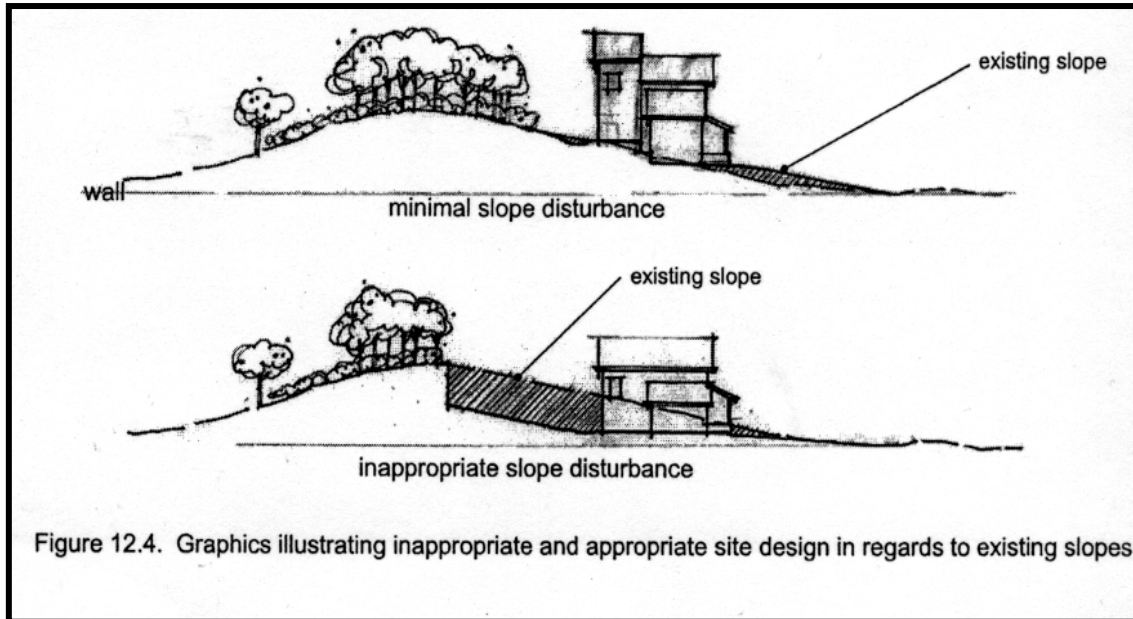 existing slope
wall
minimal slope disturbance
existing slope
inappropriate slope disturbance
Figure 12.4. Graphics illustrating inappropriate and appropriate site design in regards to existing slopes